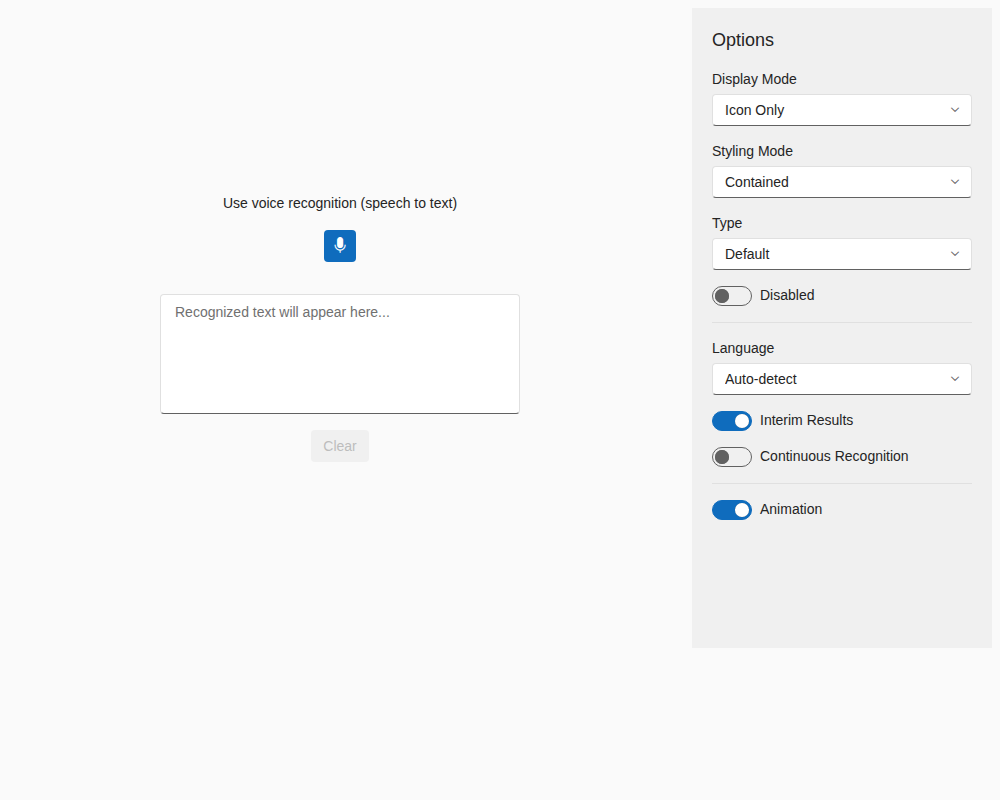 Use voice recognition (speech to text)
Recognized text will appear here...
Clear
Options
Display Mode
Icon Only
Styling Mode
Contained
Type
Default
Disabled
Language
Auto-detect
Interim Results
Continuous Recognition
Animation